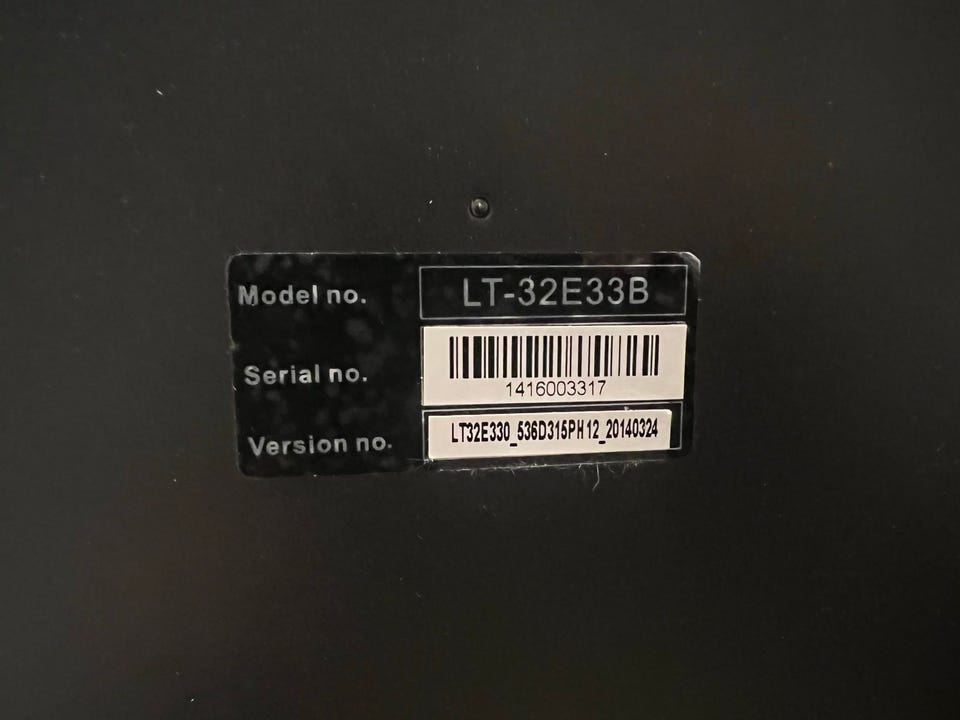 Model no. LT-32E33B
Serial no. 1416003317
Version no. LT32E330_536D315PH12_20140324